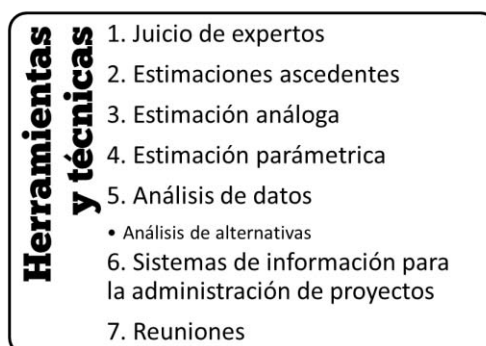 Herramientas
y técnicas
1. Juicio de expertos
2. Estimaciones ascedentes
3. Estimación análoga
4. Estimación parámetrica
5. Análisis de datos
• Análisis de alternativas
6. Sistemas de información para
la administración de proyectos
7. Reuniones